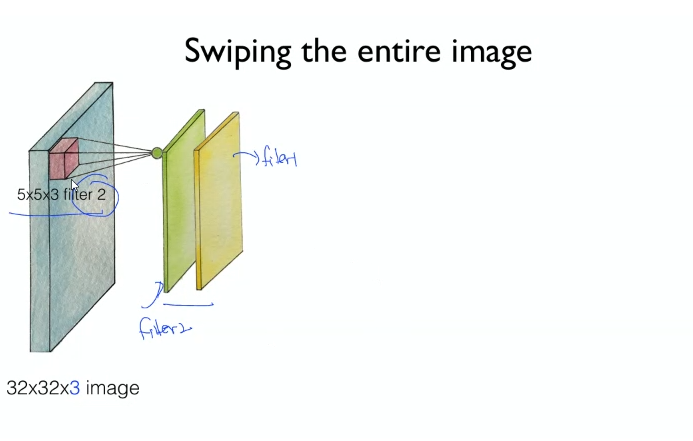 Swiping the entire image
filter1
5x5x3 filter 2
filter2
32x32x3 image